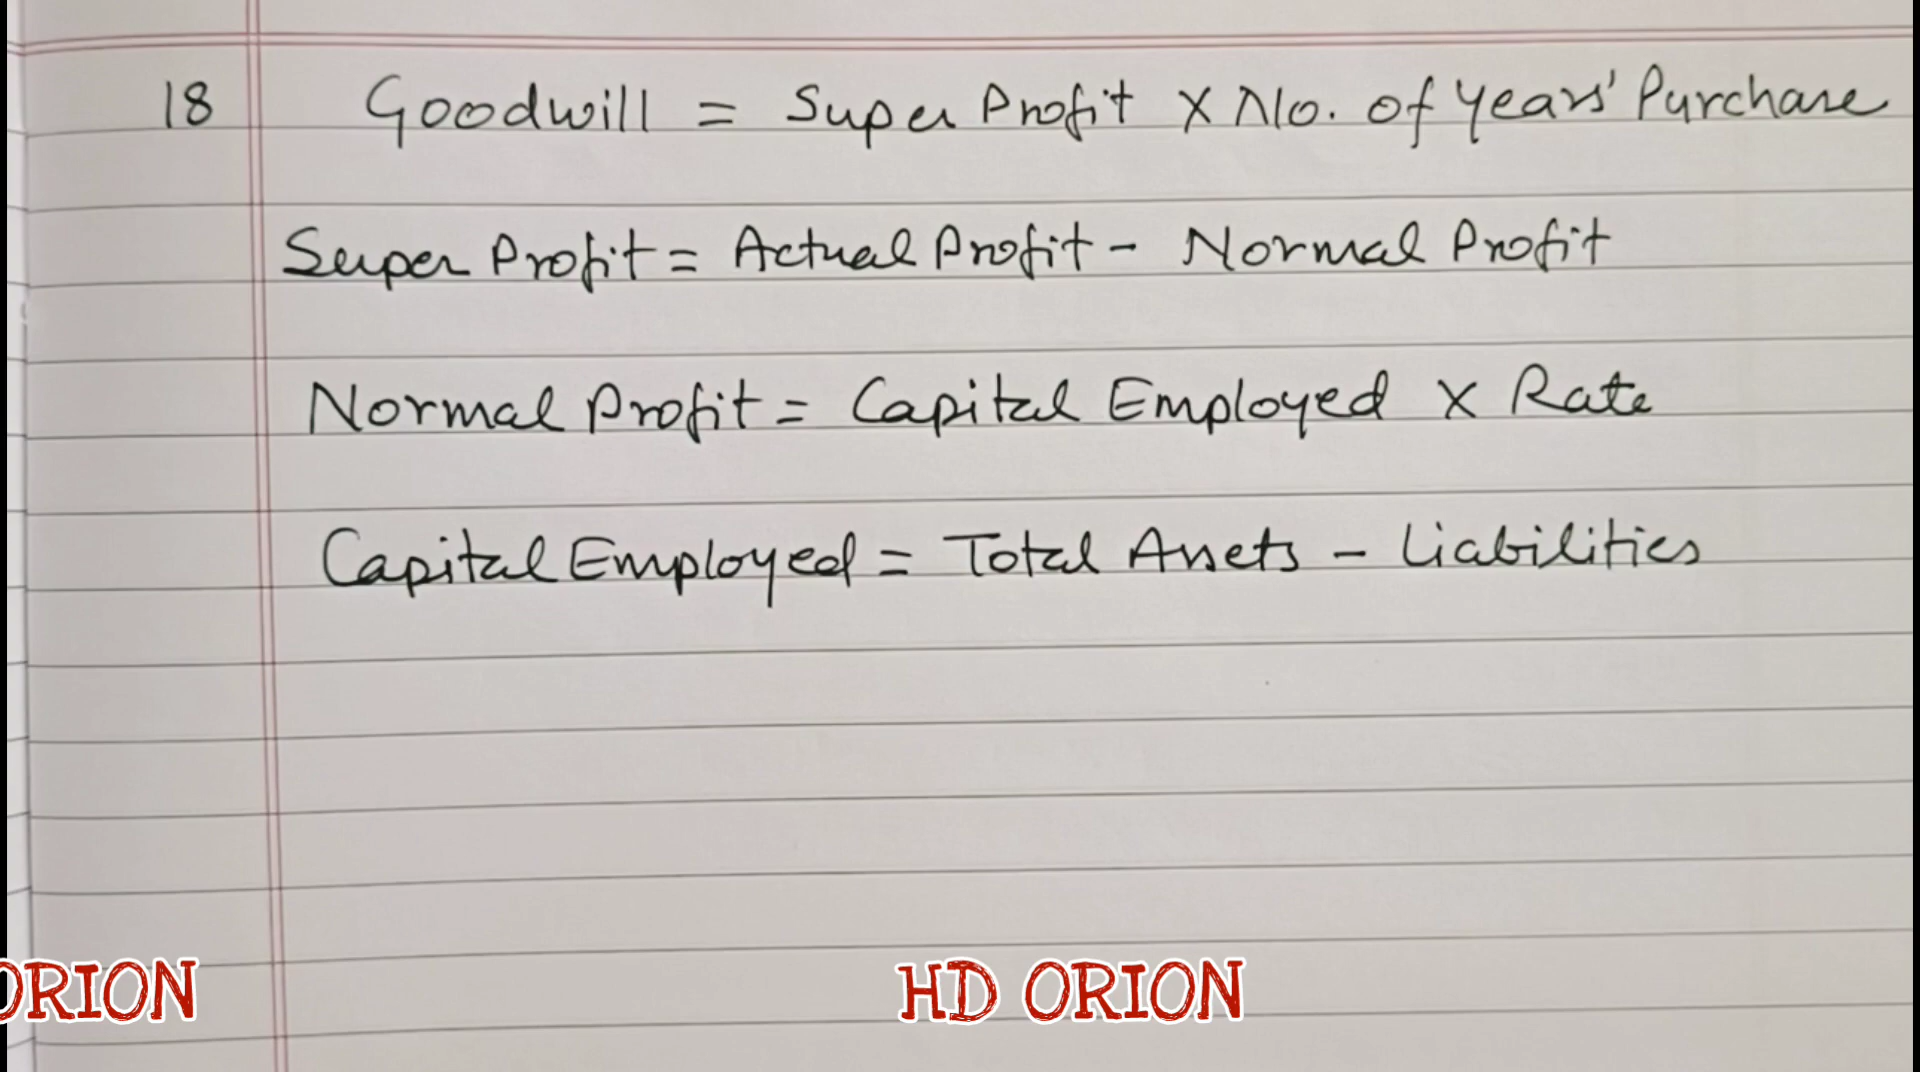 18 Goodwill = Super Profit X No. of Years' Purchase
Super Profit = Actual Profit - Normal Profit
Normal Profit = Capital Employed X Rate
Capital Employed = Total Assets - Liabilities
ORION HD ORION